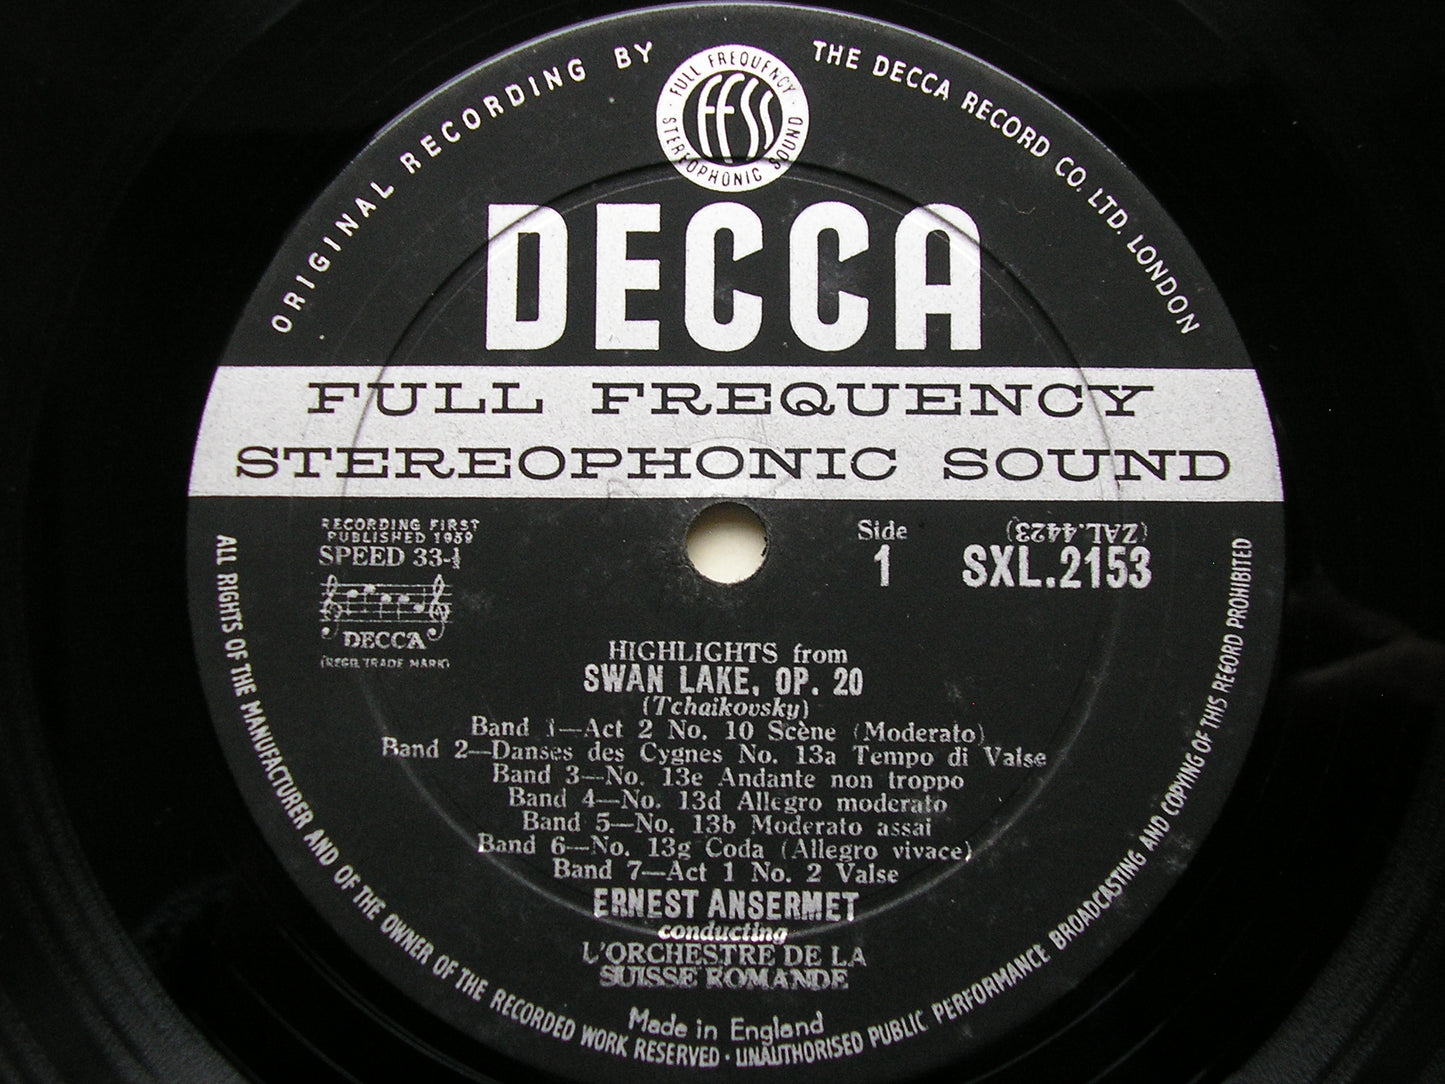 ORIGINAL RECORDING BY THE DECCA RECORD CO. LTD. LONDON
FULL FREQUENCY STEREOPHONIC SOUND
FFSS
DECCA
FULL FREQUENCY
STEREOPHONIC SOUND
RECORDING FIRST
PUBLISHED 1959
SPEED 33-⅓
DECCA
(REGD. TRADE MARK)
Side
1
(ZAL.4423)
SXL.2153
HIGHLIGHTS from
SWAN LAKE, OP. 20
(Tchaikovsky)
Band 1—Act 2 No. 10 Scène (Moderato)
Band 2—Danses des Cygnes No. 13a Tempo di Valse
Band 3—No. 13e Andante non troppo
Band 4—No. 13d Allegro moderato
Band 5—No. 13b Moderato assai
Band 6—No. 13g Coda (Allegro vivace)
Band 7—Act 1 No. 2 Valse
ERNEST ANSERMET
conducting
L'ORCHESTRE DE LA
SUISSE ROMANDE
Made in England
ALL RIGHTS OF THE MANUFACTURER AND OF THE OWNER OF THE RECORDED WORK RESERVED · UNAUTHORISED PUBLIC PERFORMANCE BROADCASTING AND COPYING OF THIS RECORD PROHIBITED